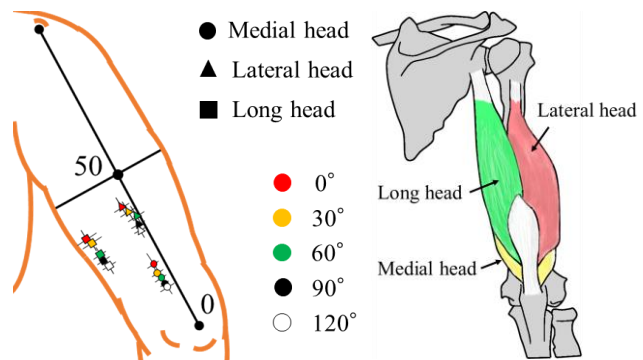 Medial head
Lateral head
Long head
50
0
0°
30°
60°
90°
120°
Lateral head
Long head
Medial head